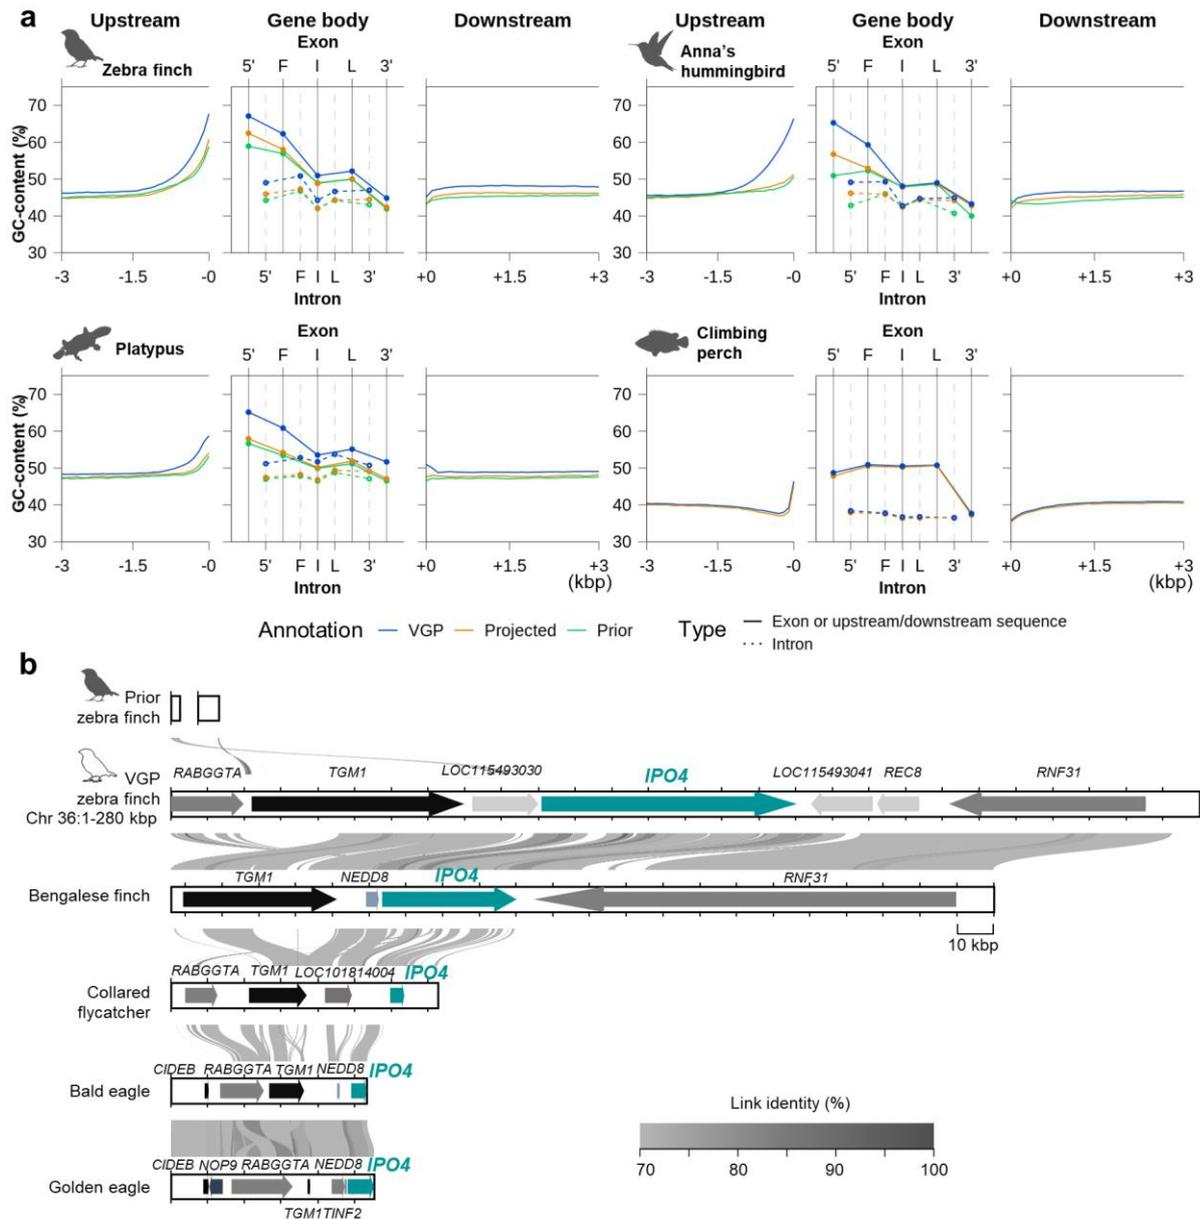 a
Upstream Gene body Downstream Upstream Gene body Downstream
Exon Exon
Zebra finch 5' F I L 3' Anna's hummingbird 5' F I L 3'
GC-content (%)
70
60
50
40
30
-3 -1.5 -0 5' F I L 3' +0 +1.5 +3 -3 -1.5 -0 5' F I L 3' +0 +1.5 +3
Intron Intron
Exon Exon
Platypus 5' F I L 3' Climbing perch 5' F I L 3'
GC-content (%)
70
60
50
40
30
-3 -1.5 -0 5' F I L 3' +0 +1.5 +3 -3 -1.5 -0 5' F I L 3' +0 +1.5 +3
Intron (kbp) Intron (kbp)
Annotation VGP Projected Prior Type Exon or upstream/downstream sequence
Intron
b
Prior
zebra finch
VGP
zebra finch
Chr 36:1-280 kbp
RABGGTA TGM1 LOC115493030 IPO4 LOC115493041 REC8 RNF31
Bengalese finch
TGM1 NEDD8 IPO4 RNF31
10 kbp
RABGGTA TGM1 LOC101814004 IPO4
Collared
flycatcher
CIDEB RABGGTA TGM1 NEDD8 IPO4
Bald eagle
Link identity (%)
70 80 90 100
CIDEB NOP9 RABGGTA NEDD8 IPO4
Golden eagle
TGM1 TINF2